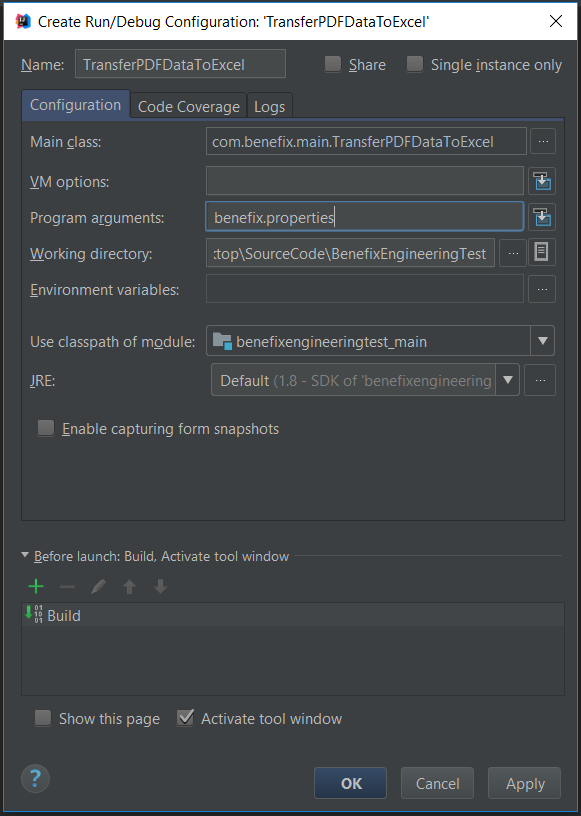 Create Run/Debug Configuration: 'TransferPDFDataToExcel'
Name: TransferPDFDataToExcel Share Single instance only
Configuration Code Coverage Logs
Main class: com.benefix.main.TransferPDFDataToExcel ...
VM options:
Program arguments: benefix.properties
Working directory: :top\SourceCode\BenefixEngineeringTest ...
Environment variables: ...
Use classpath of module: benefixengineeringtest_main
JRE: Default (1.8 - SDK of 'benefixengineering ...
Enable capturing form snapshots
Before launch: Build, Activate tool window
01
10
01 Build
Show this page Activate tool window
? OK Cancel Apply